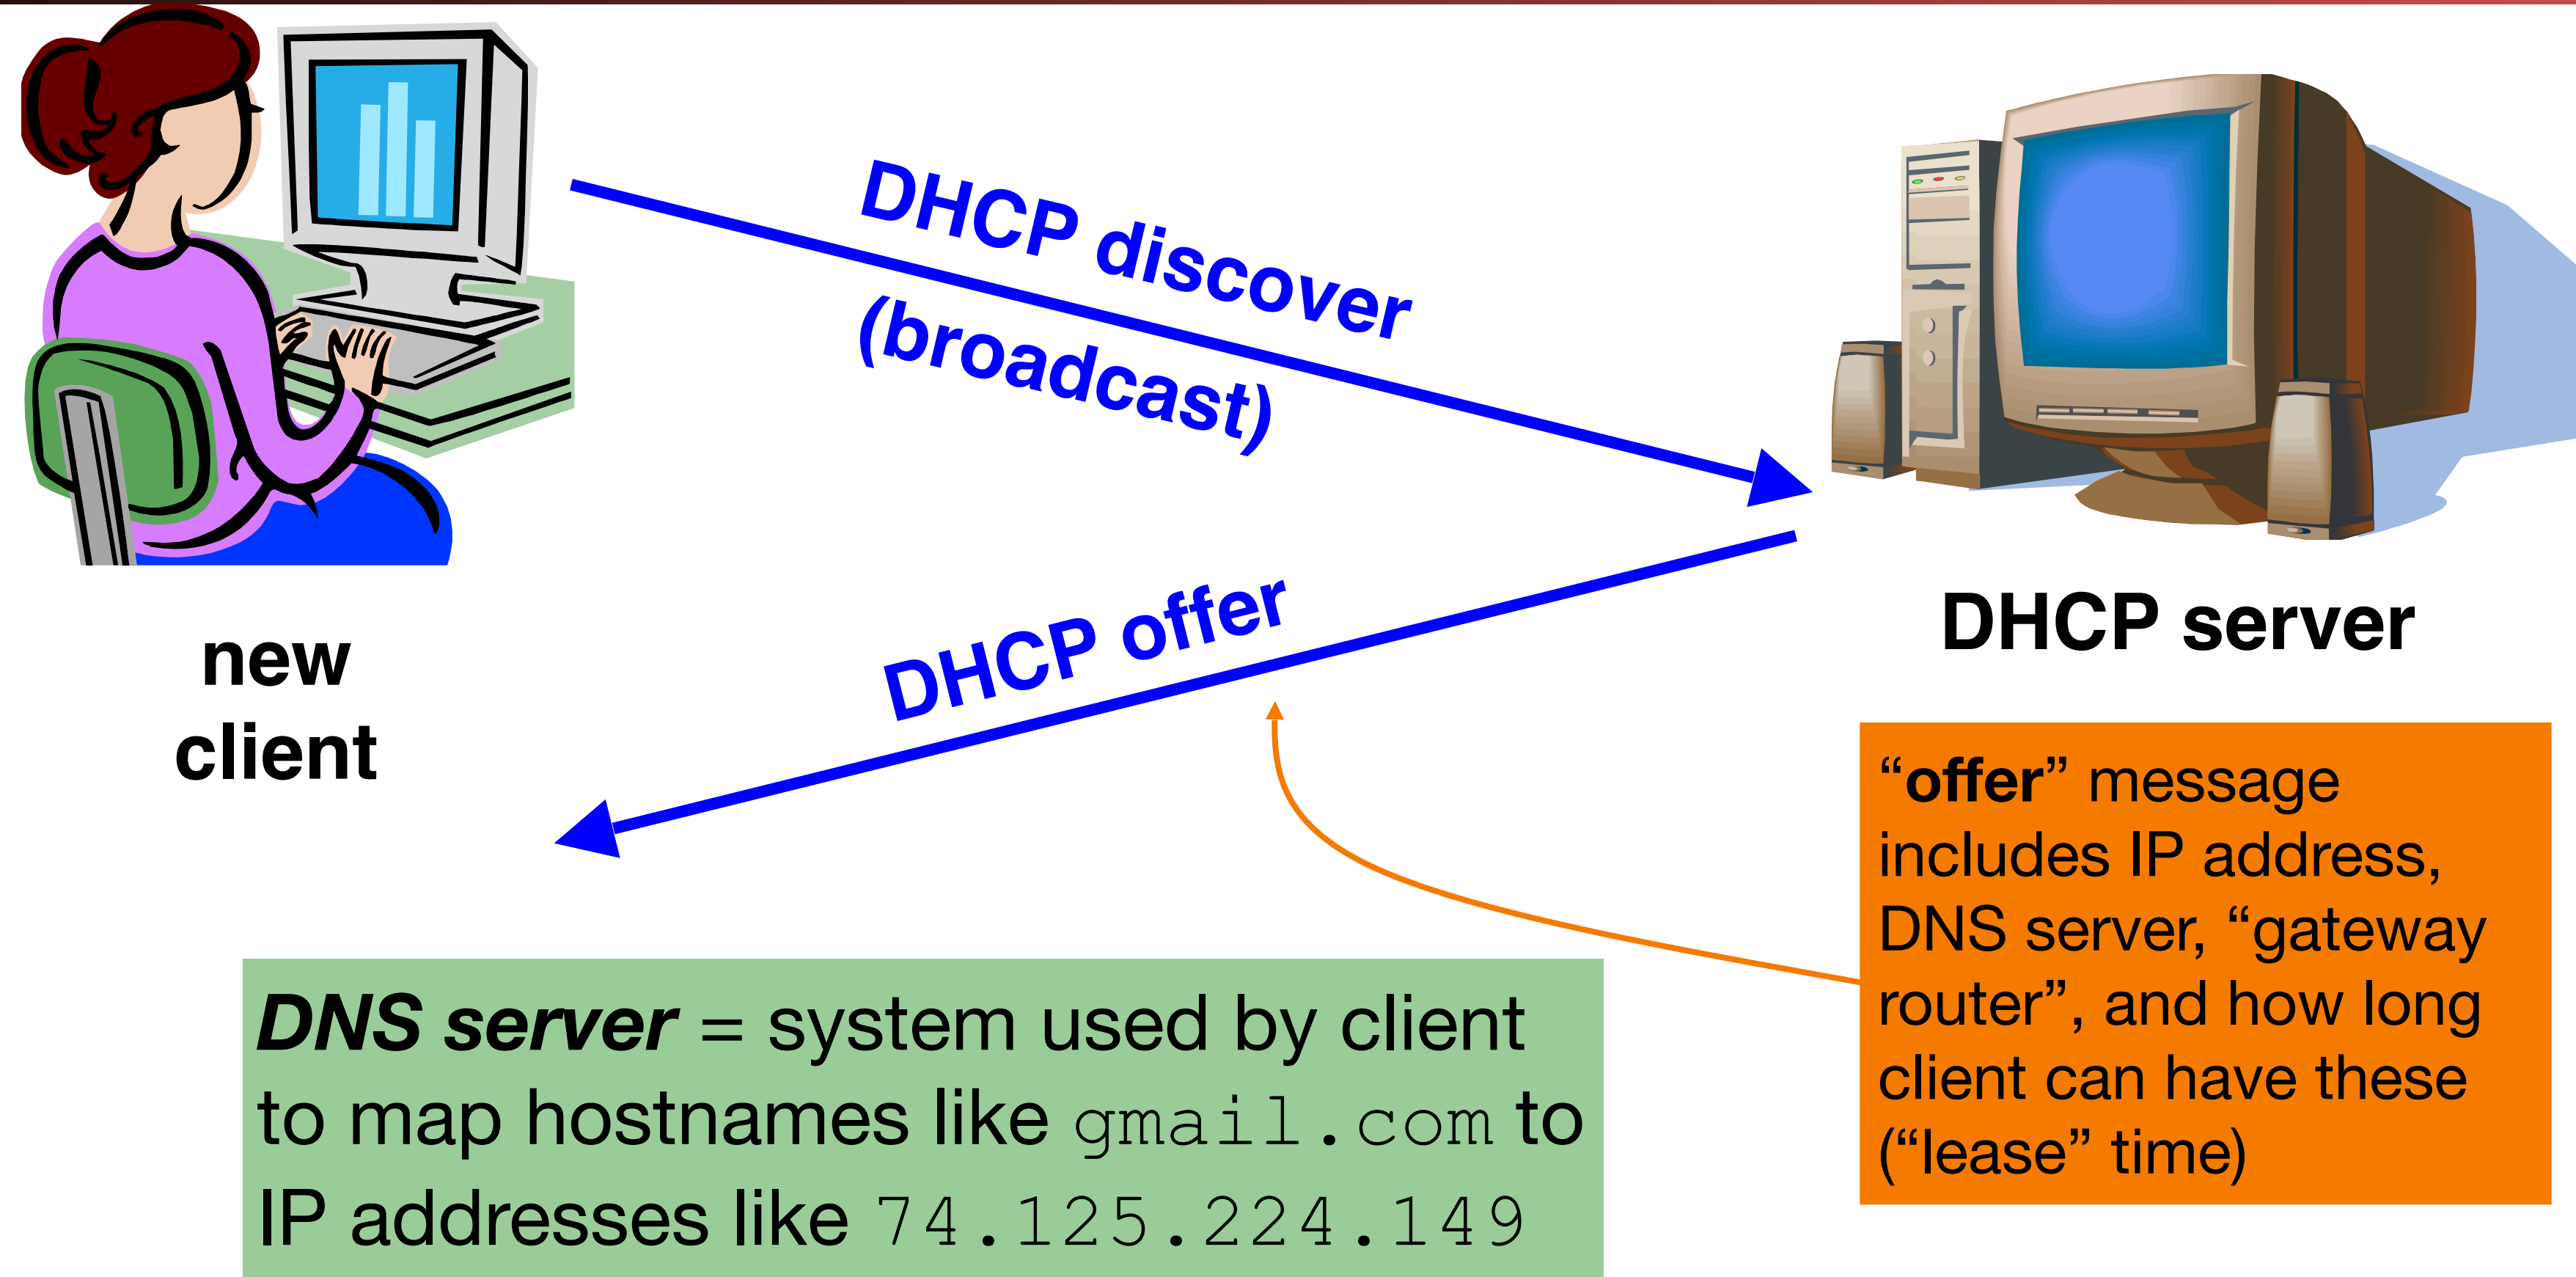 DHCP discover
(broadcast)
DHCP offer
new
client
DHCP server
“offer” message
includes IP address,
DNS server, “gateway
router”, and how long
client can have these
(“lease” time)
DNS server = system used by client
to map hostnames like gmail.com to
IP addresses like 74.125.224.149